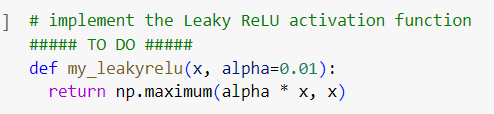 ] # implement the Leaky ReLU activation function
##### TO DO #####
def my_leakyrelu(x, alpha=0.01):
  return np.maximum(alpha * x, x)